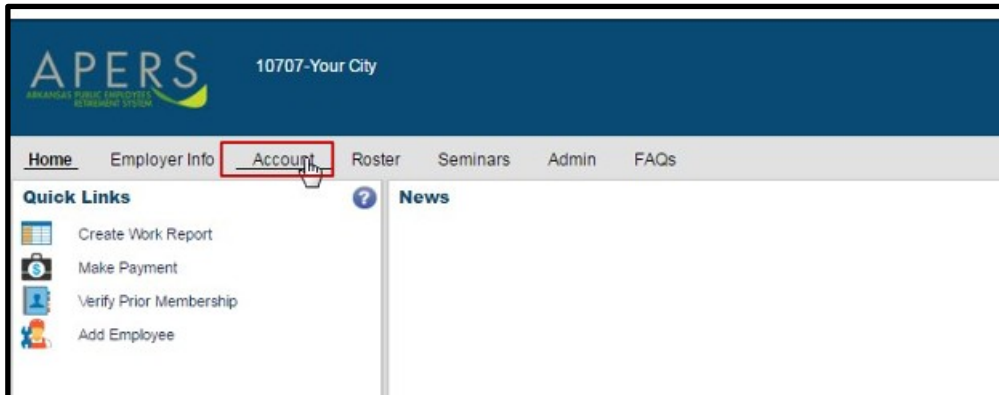 APERS
ARKANSAS PUBLIC EMPLOYEES
RETIREMENT SYSTEM
10707-Your City
Home Employer Info Account Roster Seminars Admin FAQs
Quick Links ?
Create Work Report
Make Payment
Verify Prior Membership
Add Employee
News